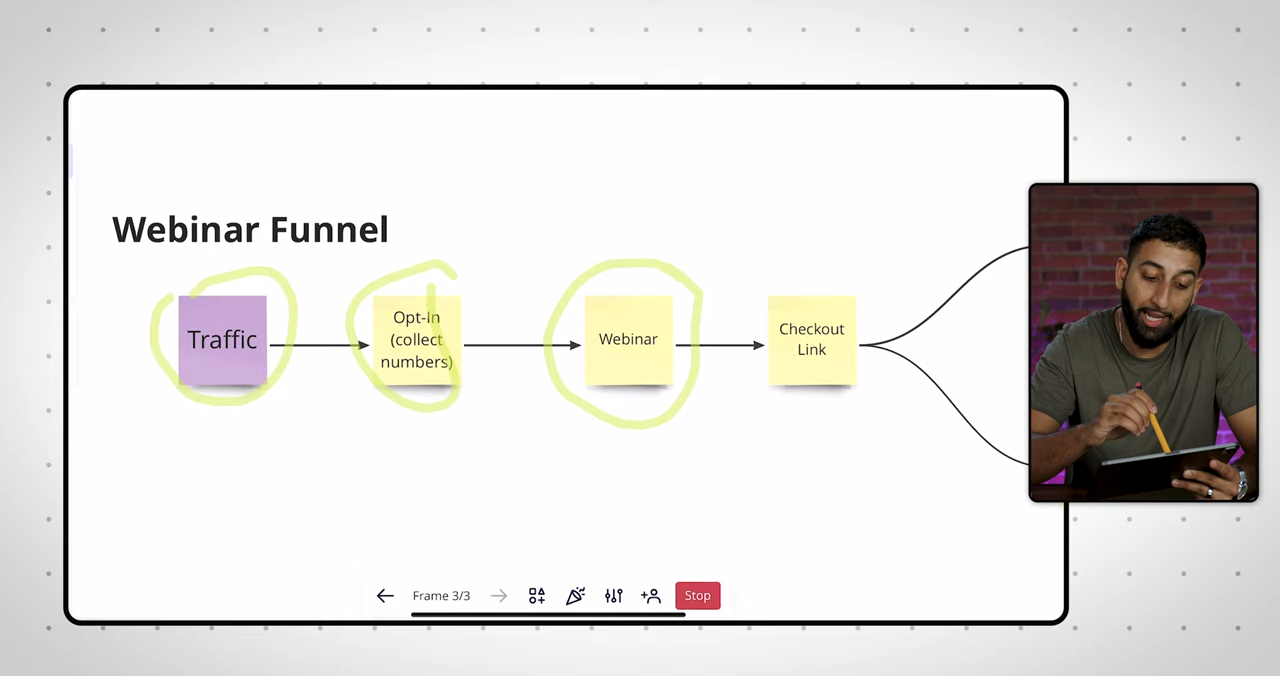 Webinar Funnel
Traffic
Opt-In
(collect
numbers)
Webinar
Checkout
Link
Frame 3/3
Stop